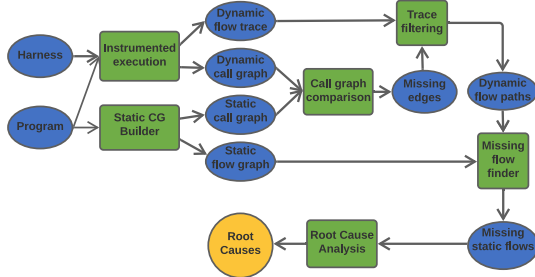 Dynamic
flow trace
Trace
filtering
Harness
Instrumented
execution
Dynamic
call graph
Call graph
comparison
Missing
edges
Dynamic
flow paths
Program
Static CG
Builder
Static
call graph
Static
flow graph
Missing
flow
finder
Root
Causes
Root Cause
Analysis
Missing
static flows